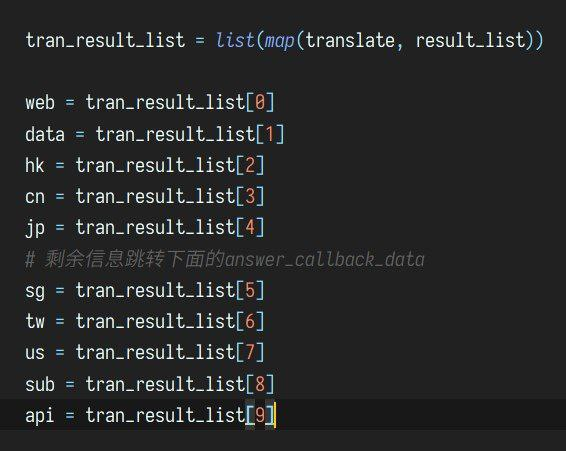 tran_result_list = list(map(translate, result_list))
web = tran_result_list[0]
data = tran_result_list[1]
hk = tran_result_list[2]
cn = tran_result_list[3]
jp = tran_result_list[4]
# 剩余信息跳转下面的answer_callback_data
sg = tran_result_list[5]
tw = tran_result_list[6]
us = tran_result_list[7]
sub = tran_result_list[8]
api = tran_result_list[9]